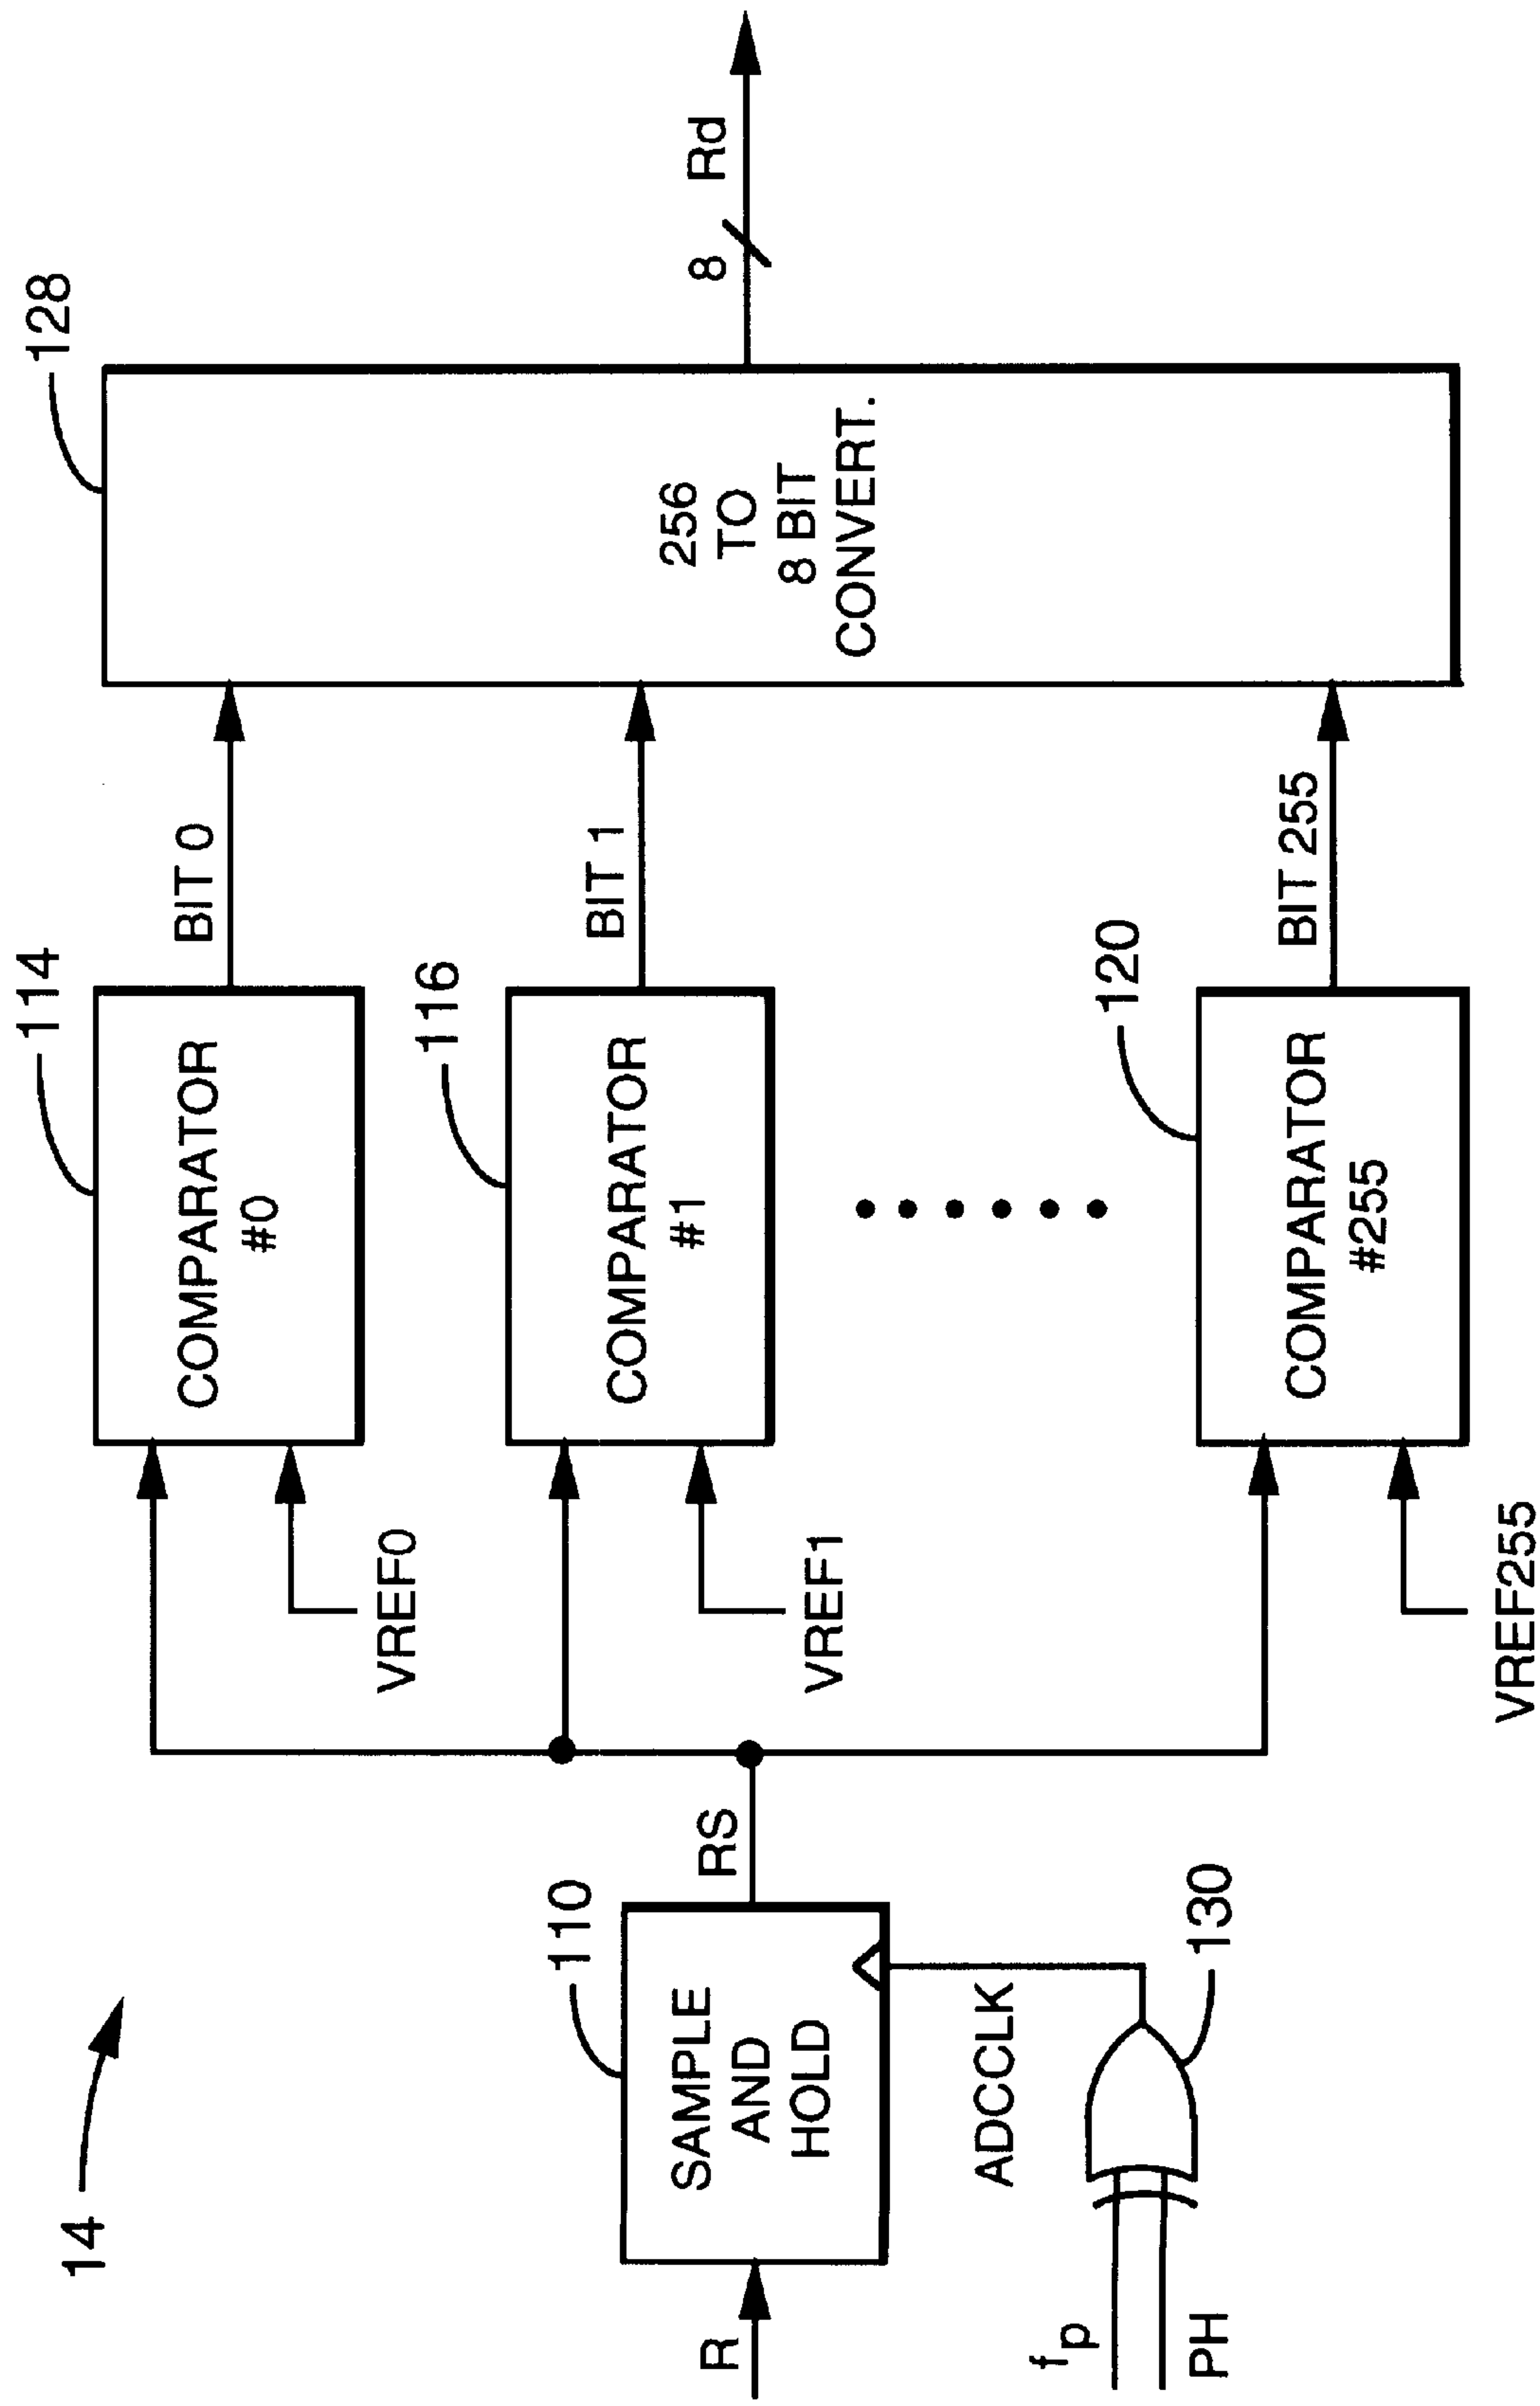 14
R
SAMPLE
AND
HOLD
110
RS
ADCCLK
f p
PH
130
COMPARATOR
#0
114
VREF0
BIT 0
COMPARATOR
#1
116
VREF1
BIT 1
COMPARATOR
#255
120
VREF255
BIT 255
256
TO
8 BIT
CONVERT.
128
8
Rd